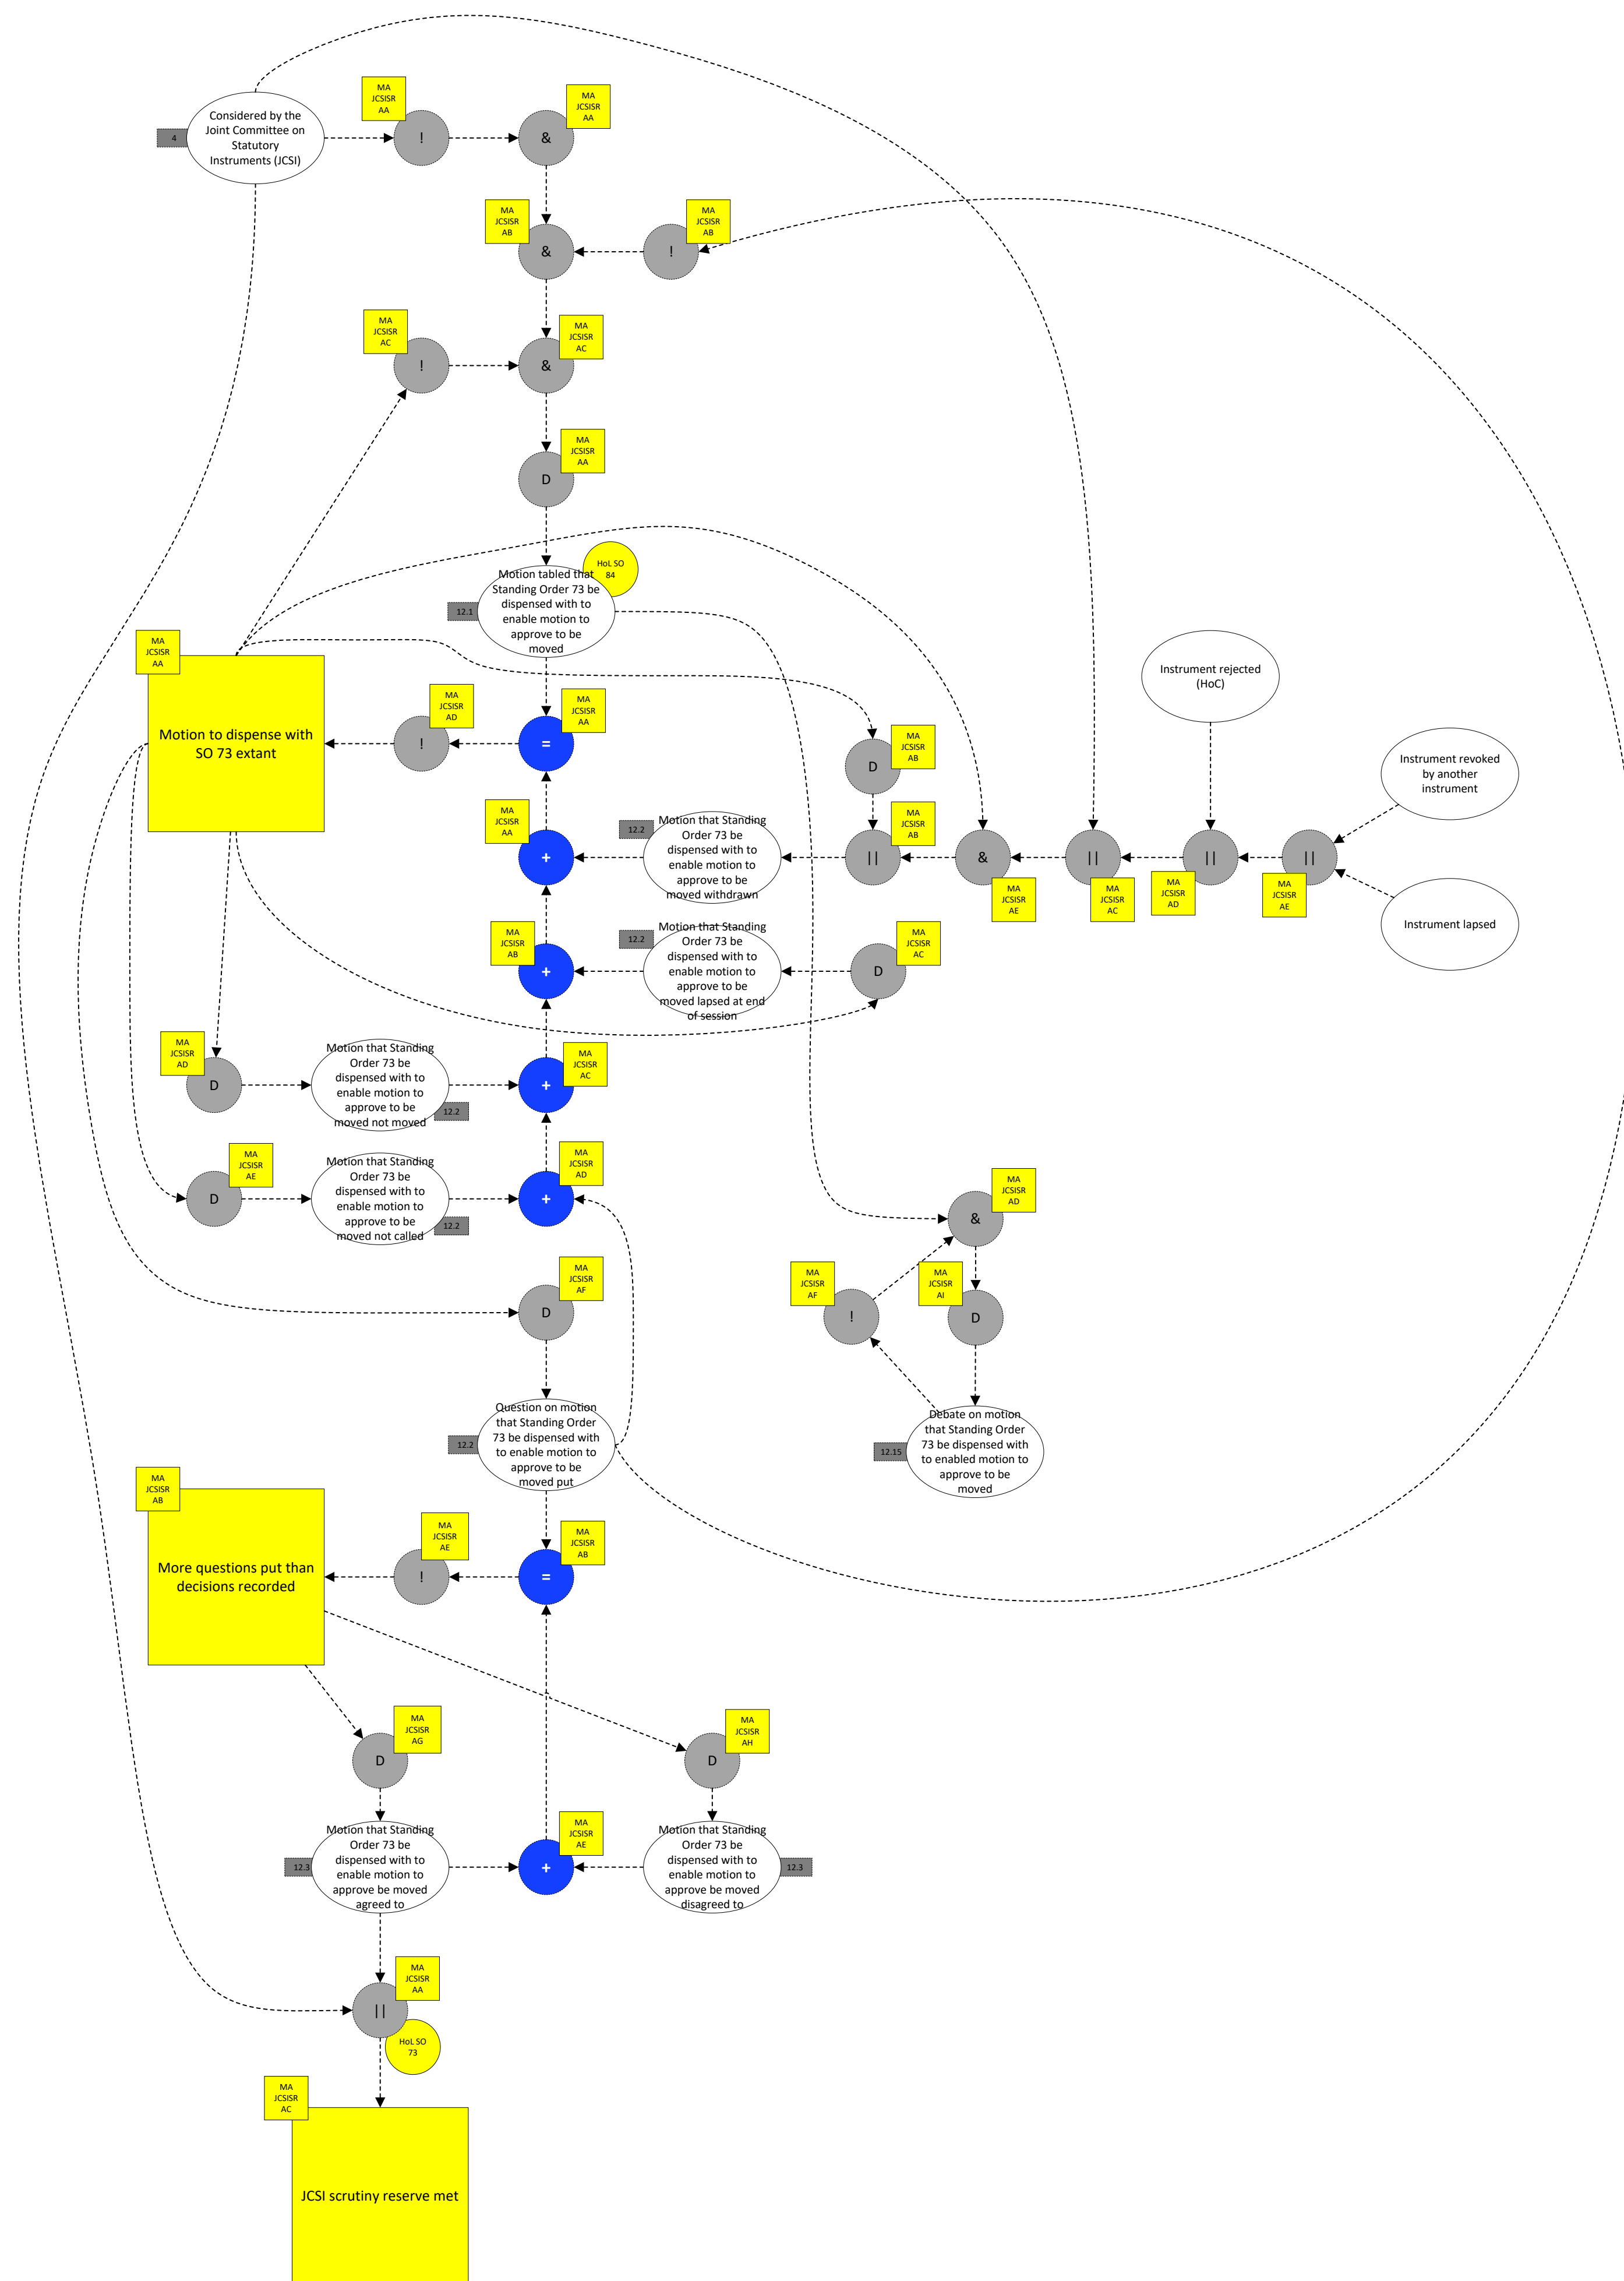 MA
JCSISR
AA
MA
JCSISR
AA
Considered by the
Joint Committee on
Statutory
Instruments (JCSI)
4
!
&
MA
JCSISR
AB
MA
JCSISR
AB
&
!
MA
JCSISR
AC
MA
JCSISR
AC
!
&
MA
JCSISR
AA
D
HoL SO
84
Motion tabled that
Standing Order 73 be
dispensed with to
enable motion to
approve to be
moved
12.1
MA
JCSISR
AA
Motion to dispense with
SO 73 extant
MA
JCSISR
AD
!
MA
JCSISR
AA
=
Instrument rejected
(HoC)
MA
JCSISR
AB
D
Instrument revoked
by another
instrument
MA
JCSISR
AA
+
12.2
Motion that Standing
Order 73 be
dispensed with to
enable motion to
approve to be
moved withdrawn
MA
JCSISR
AB
||
&
MA
JCSISR
AE
||
MA
JCSISR
AC
||
MA
JCSISR
AD
||
MA
JCSISR
AE
Instrument lapsed
MA
JCSISR
AB
+
12.2
Motion that Standing
Order 73 be
dispensed with to
enable motion to
approve to be
moved lapsed at end
of session
MA
JCSISR
AC
D
MA
JCSISR
AD
D
Motion that Standing
Order 73 be
dispensed with to
enable motion to
approve to be
moved not moved
12.2
MA
JCSISR
AC
+
MA
JCSISR
AE
D
Motion that Standing
Order 73 be
dispensed with to
enable motion to
approve to be
moved not called
12.2
MA
JCSISR
AD
+
MA
JCSISR
AD
&
MA
JCSISR
AF
D
MA
JCSISR
AF
!
MA
JCSISR
AI
D
Question on motion
that Standing Order
73 be dispensed with
to enable motion to
approve to be
moved put
12.2
Debate on motion
that Standing Order
73 be dispensed with
to enabled motion to
approve to be
moved
12.15
MA
JCSISR
AB
More questions put than
decisions recorded
MA
JCSISR
AE
!
MA
JCSISR
AB
=
MA
JCSISR
AG
D
MA
JCSISR
AH
D
12.3
Motion that Standing
Order 73 be
dispensed with to
enable motion to
approve be moved
agreed to
MA
JCSISR
AE
+
Motion that Standing
Order 73 be
dispensed with to
enable motion to
approve be moved
disagreed to
12.3
MA
JCSISR
AA
||
HoL SO
73
MA
JCSISR
AC
JCSI scrutiny reserve met